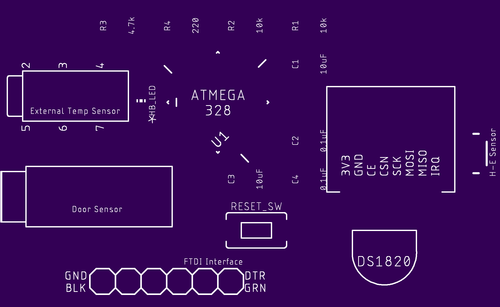 R3 4.7k R4 220 R2 10k R1 10k
C1 10uF
2 3 4
External Temp Sensor
5 6 7
HB_LED
ATMEGA
328
U1
C2 0.1uF
C3 10uF
C4 0.1uF
3V3
GND
CE
CSN
SCK
MOSI
MISO
IRQ
H-E Sensor
Door Sensor
RESET_SW
DS1820
FTDI Interface
GND DTR
BLK GRN